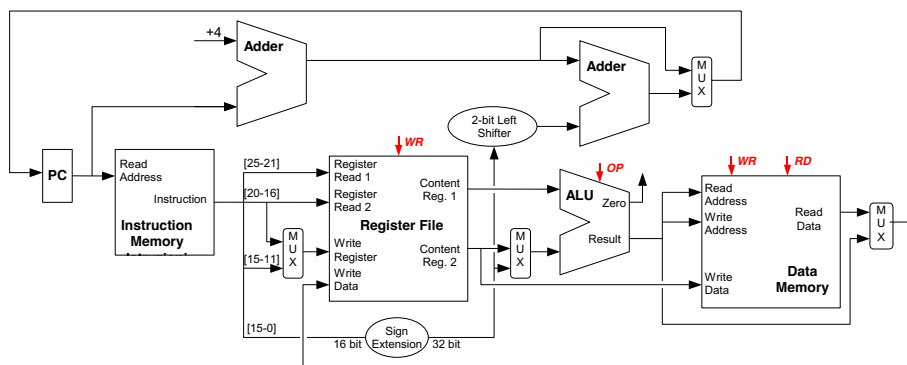 +4
Adder
Adder
M
U
X
2-bit Left
Shifter
WR
OP
WR
RD
PC
Read
Address
Instruction
Instruction
Memory
[25-21]
[20-16]
[15-11]
[15-0]
M
U
X
Register
Read 1
Register
Read 2
Write
Register
Write
Data
Register File
Content
Reg. 1
Content
Reg. 2
M
U
X
ALU
Zero
Result
Read
Address
Write
Address
Write
Data
Read
Data
Data
Memory
M
U
X
16 bit
Sign
Extension
32 bit